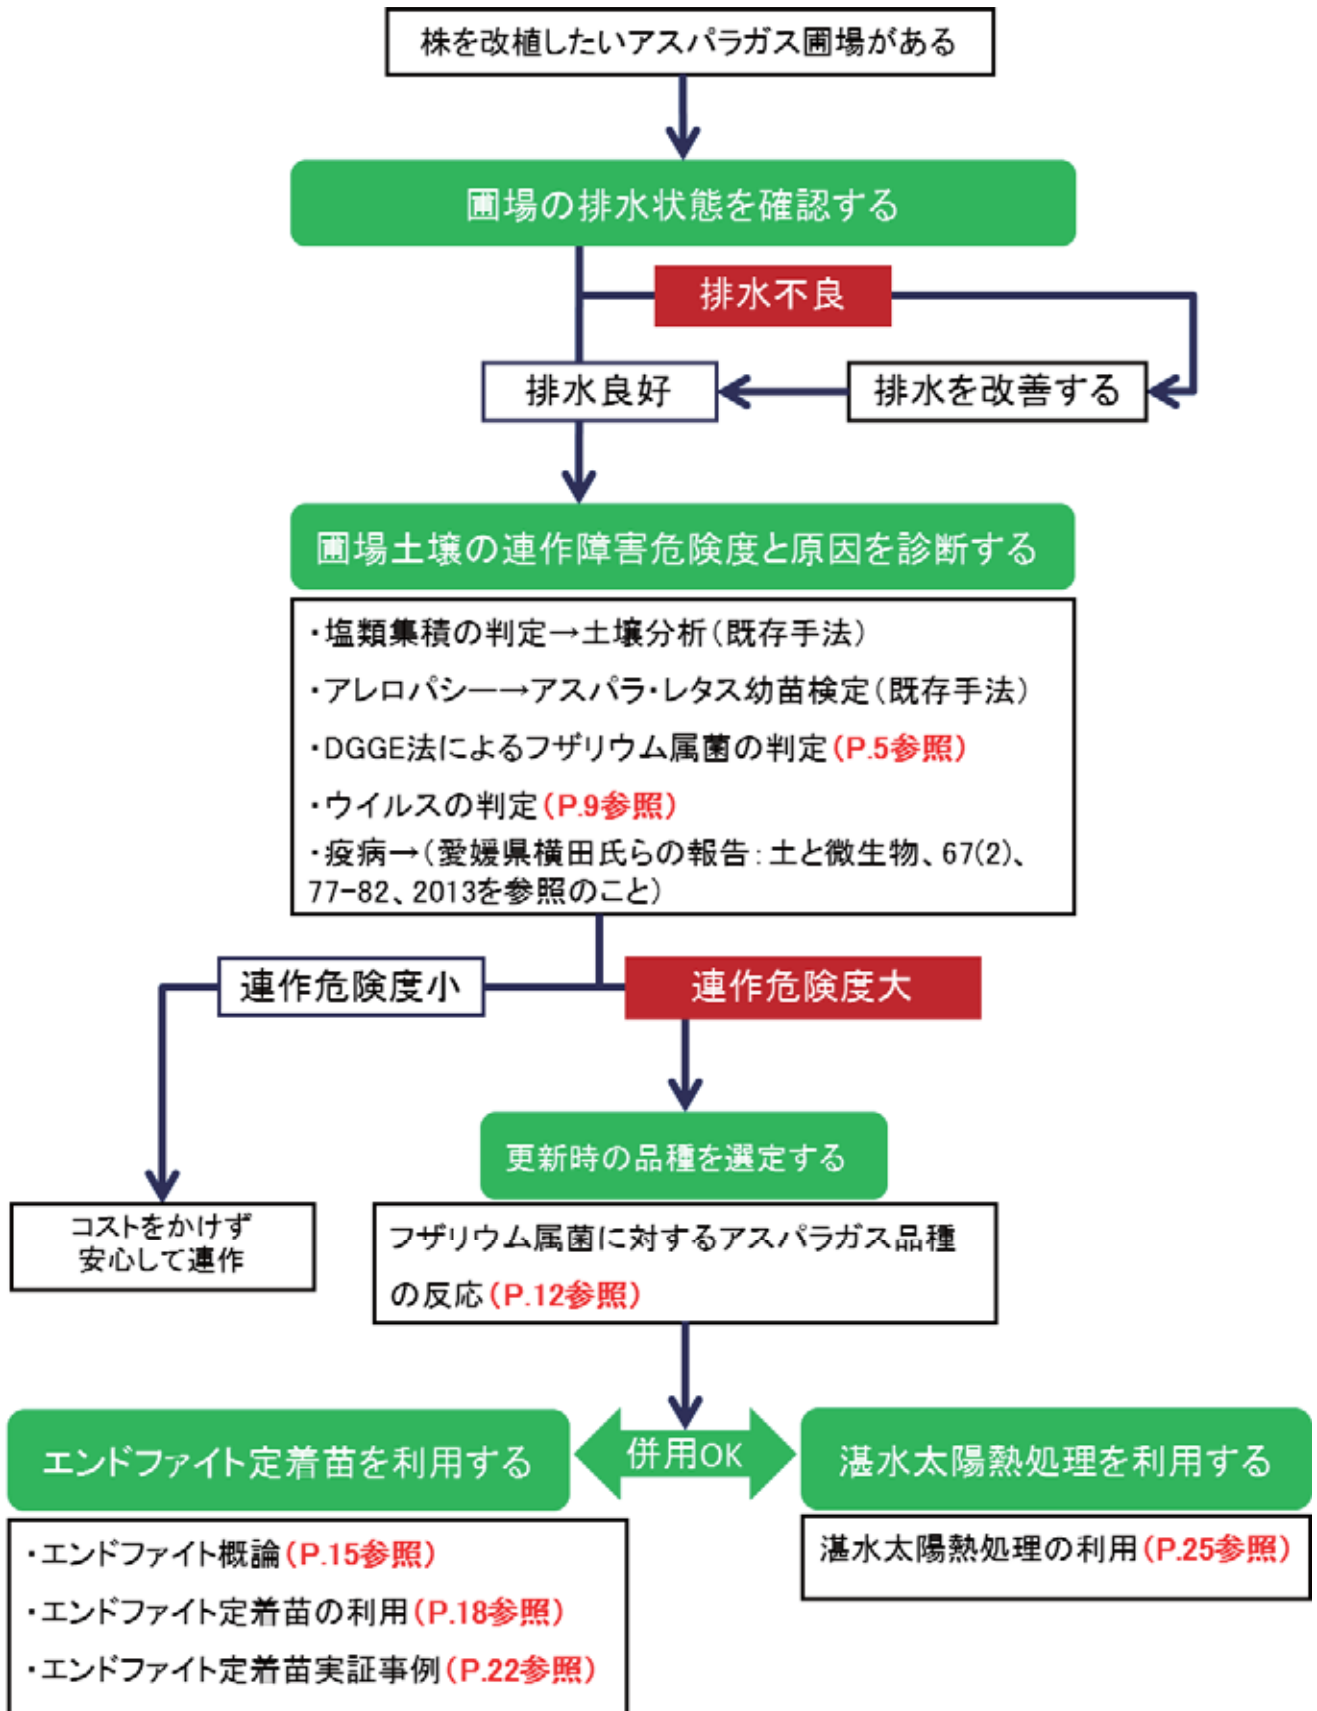 株を改植したいアスパラガス圃場がある
圃場の排水状態を確認する
排水不良
排水良好
排水を改善する
圃場土壌の連作障害危険度と原因を診断する
・塩類集積の判定→土壌分析(既存手法)
・アレロパシー→アスパラ・レタス幼苗検定(既存手法)
・DGGE法によるフザリウム属菌の判定(P.5参照)
・ウイルスの判定(P.9参照)
・疫病→(愛媛県横田氏らの報告:土と微生物、67(2)、
77-82、2013を参照のこと)
連作危険度小
連作危険度大
更新時の品種を選定する
コストをかけず
安心して連作
フザリウム属菌に対するアスパラガス品種
の反応(P.12参照)
エンドファイト定着苗を利用する
併用OK
湛水太陽熱処理を利用する
・エンドファイト概論(P.15参照)
・エンドファイト定着苗の利用(P.18参照)
・エンドファイト定着苗実証事例(P.22参照)
湛水太陽熱処理の利用(P.25参照)